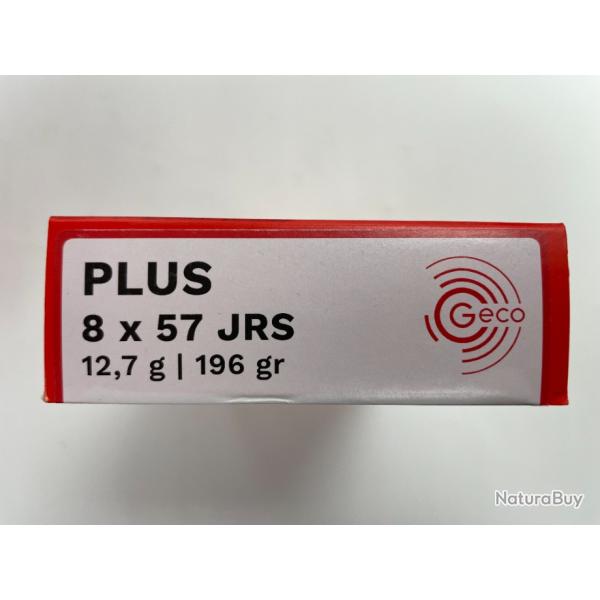 PLUS
8 x 57 JRS
12,7 g | 196 gr
Geco
NaturaBuy